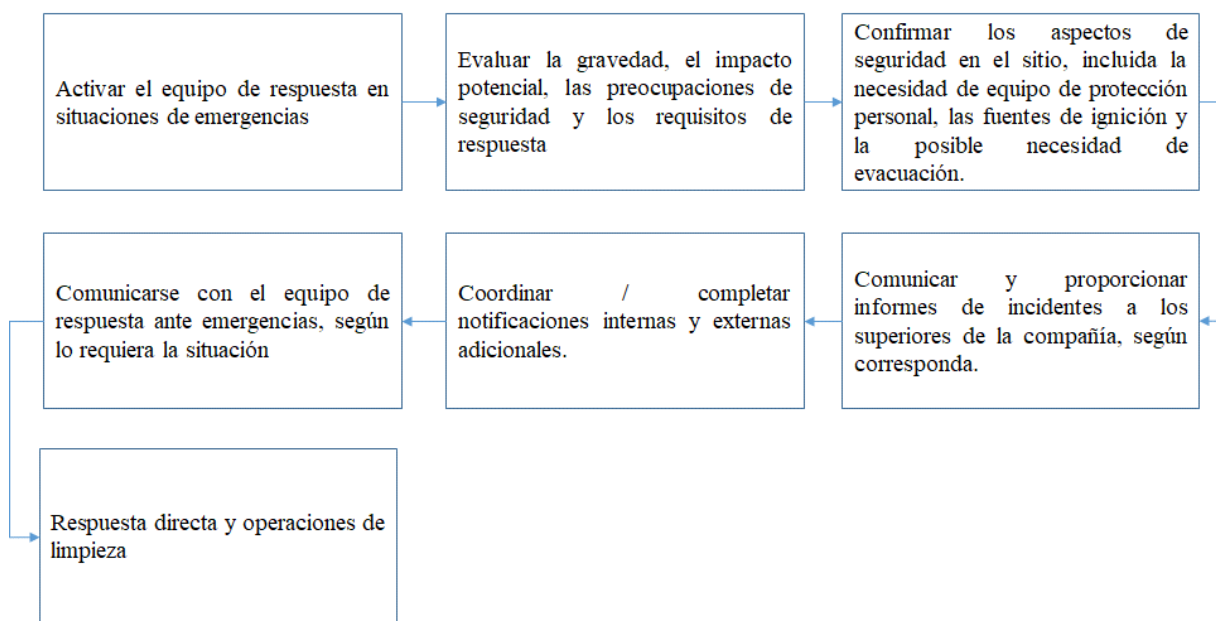 Activar el equipo de respuesta en
situaciones de emergencias
Evaluar la gravedad, el impacto
potencial, las preocupaciones de
seguridad y los requisitos de
respuesta
Confirmar los aspectos de
seguridad en el sitio, incluida la
necesidad de equipo de protección
personal, las fuentes de ignición y
la posible necesidad de
evacuación.
Comunicar y proporcionar
informes de incidentes a los
superiores de la compañía, según
corresponda.
Coordinar / completar
notificaciones internas y externas
adicionales.
Comunicarse con el equipo de
respuesta ante emergencias, según
lo requiera la situación
Respuesta directa y operaciones de
limpieza